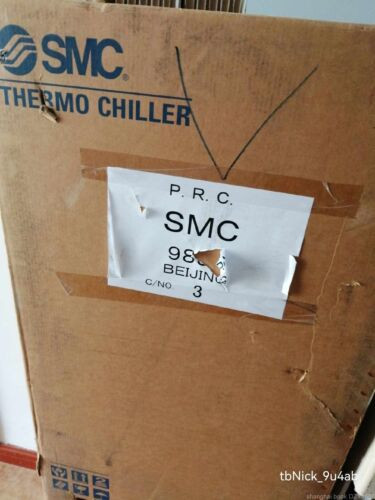 SMC®
THERMO CHILLER
P. R. C.
SMC
BEIJING
C/NO. 3
tbNick_9u4ab